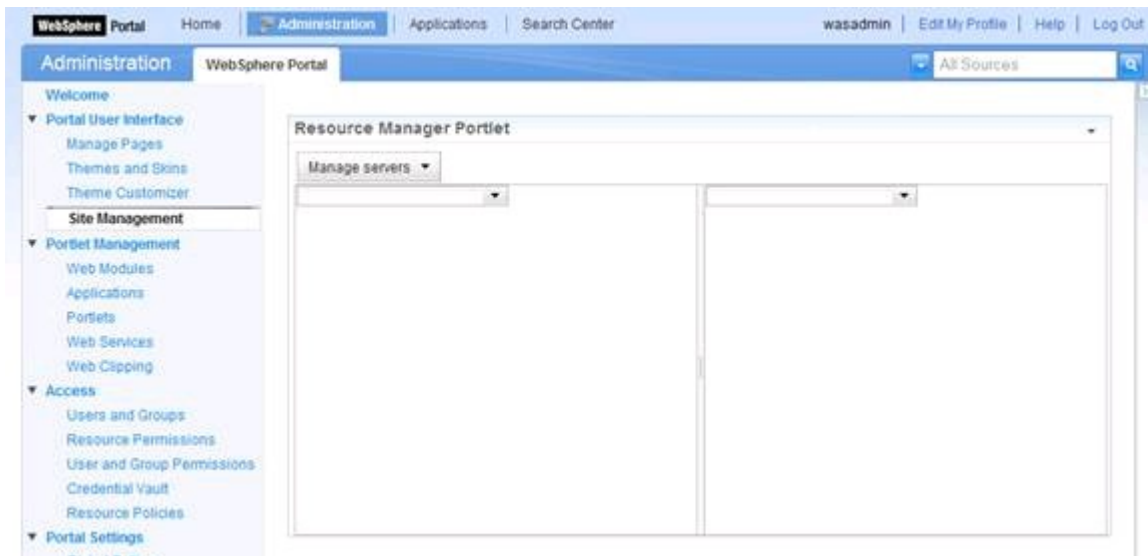 WebSphere Portal Home Administration Applications Search Center wasadmin Edit My Profile Help Log Out
Administration WebSphere Portal All Sources
Welcome
Portal User Interface
Manage Pages
Themes and Skins
Theme Customizer
Site Management
Portlet Management
Web Modules
Applications
Portlets
Web Services
Web Clipping
Access
Users and Groups
Resource Permissions
User and Group Permissions
Credential Vault
Resource Policies
Portal Settings
Resource Manager Portlet
Manage servers